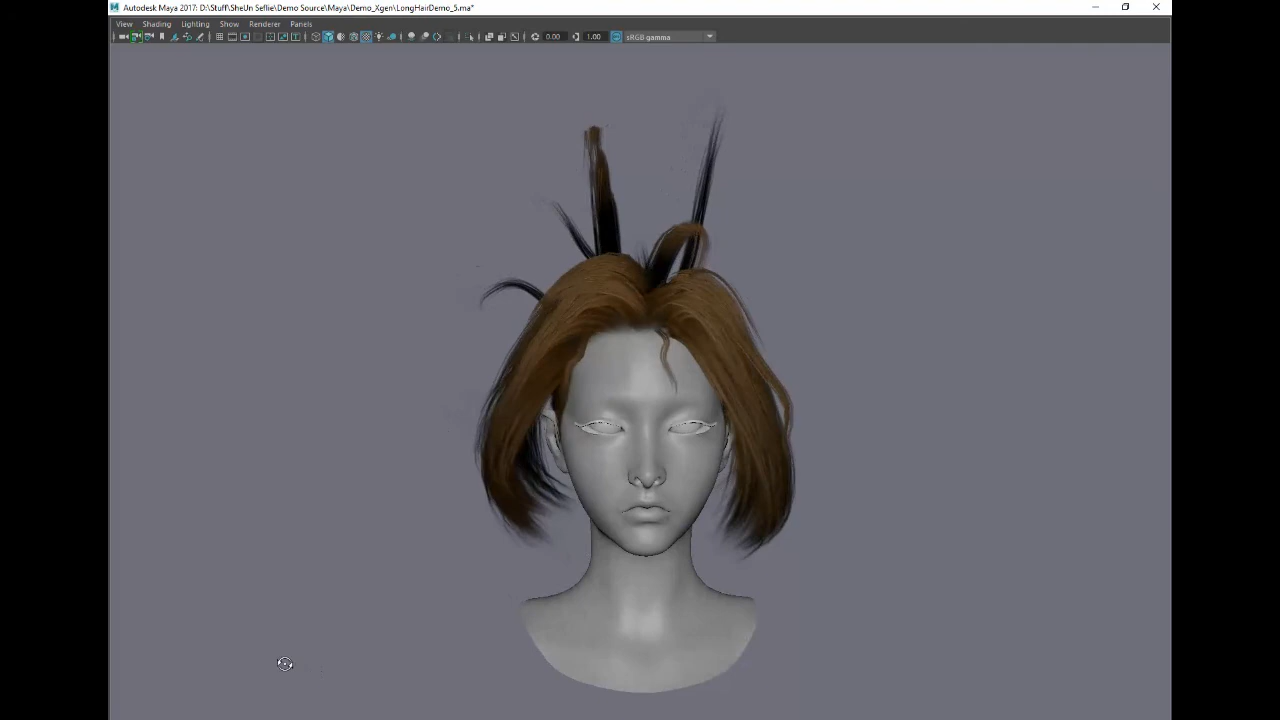 Autodesk Maya 2017: D:\Stuff\SheUn Seflie\Demo Source\Maya\Demo_Xgen\LongHairDemo_5.ma*
View Shading Lighting Show Renderer Panels
0.00 1.00 sRGB gamma